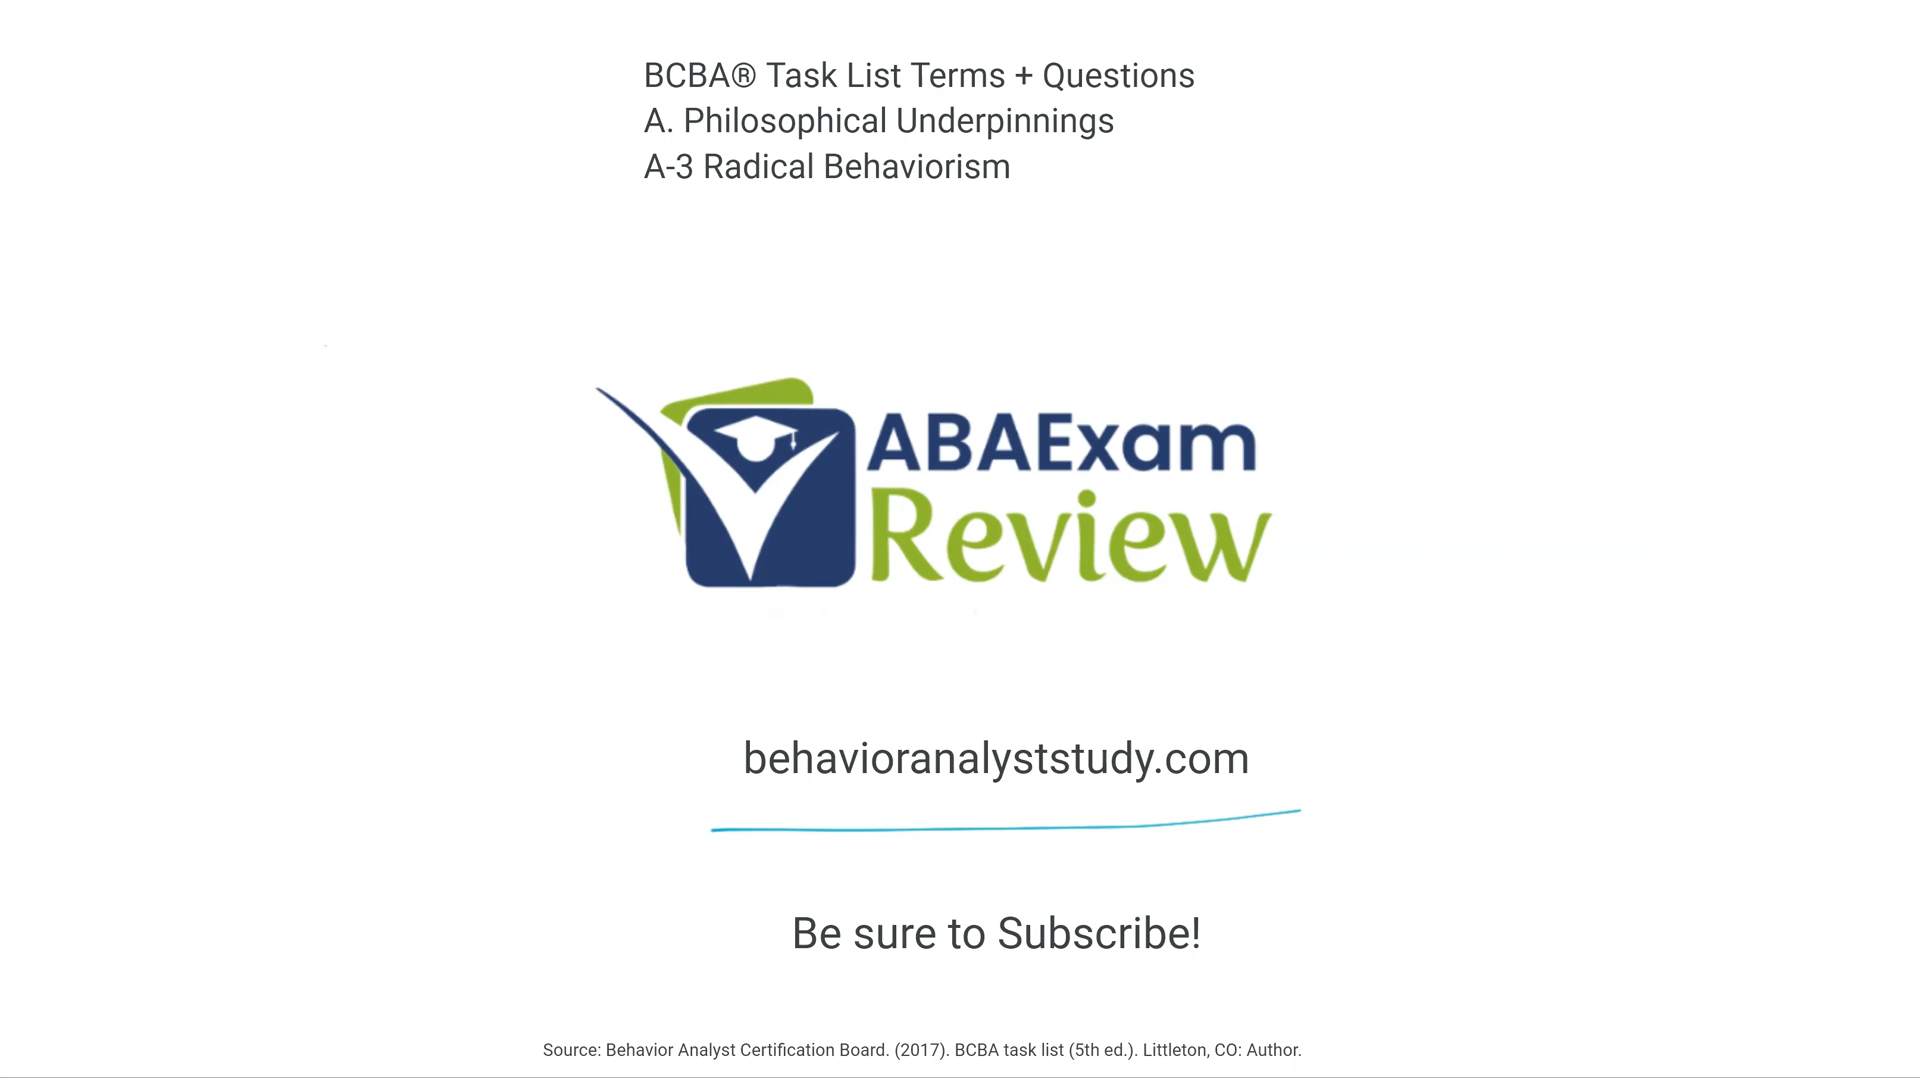 BCBA® Task List Terms + Questions
A. Philosophical Underpinnings
A-3 Radical Behaviorism
ABAExam
Review
behavioranalyststudy.com
Be sure to Subscribe!
Source: Behavior Analyst Certification Board. (2017). BCBA task list (5th ed.). Littleton, CO: Author.